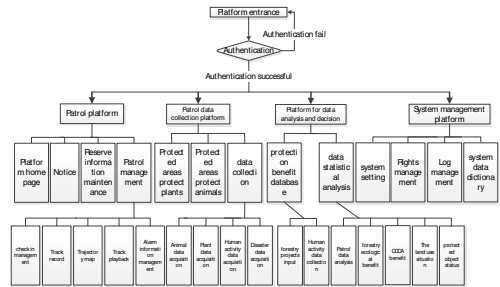 Platform entrance
Authentication fail
Authentication
Authentication successful
Patrol platform
Patrol data
collection platform
Platform for data
analysis and decision
System management
platform
Platfor
m home
page
Notice
Reserve
informa
tion
mainten
ance
Patrol
manage
ment
Protect
ed
areas
protect
plants
Protect
ed
areas
protect
animals
data
collecti
on
protecti
on
benefit
databas
e
data
statistic
al
analysis
system
setting
Rights
manage
ment
Log
manage
ment
system
data
dictiona
ry
check in
managem
ent
Track
record
Trajector
y map
Track
playback
Alarm
informati
on
managem
ent
Animal
data
acquisiti
on
Plant
data
acquisiti
on
Human
activity
data
acquisiti
on
Disaster
data
acquisiti
on
forestry
projects
input
Human
activity
data
collectio
n
Patrol
data
analysis
forestry
ecologic
al
benefit
benefit
The
land use
situatio
n
protect
ed
object
status